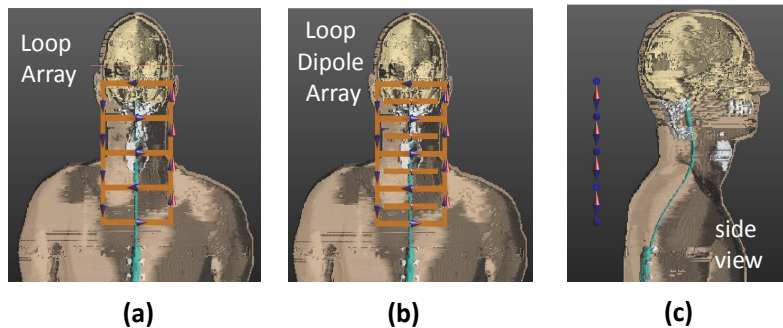 Loop
Array
Loop
Dipole
Array
side
view
(a)
(b)
(c)